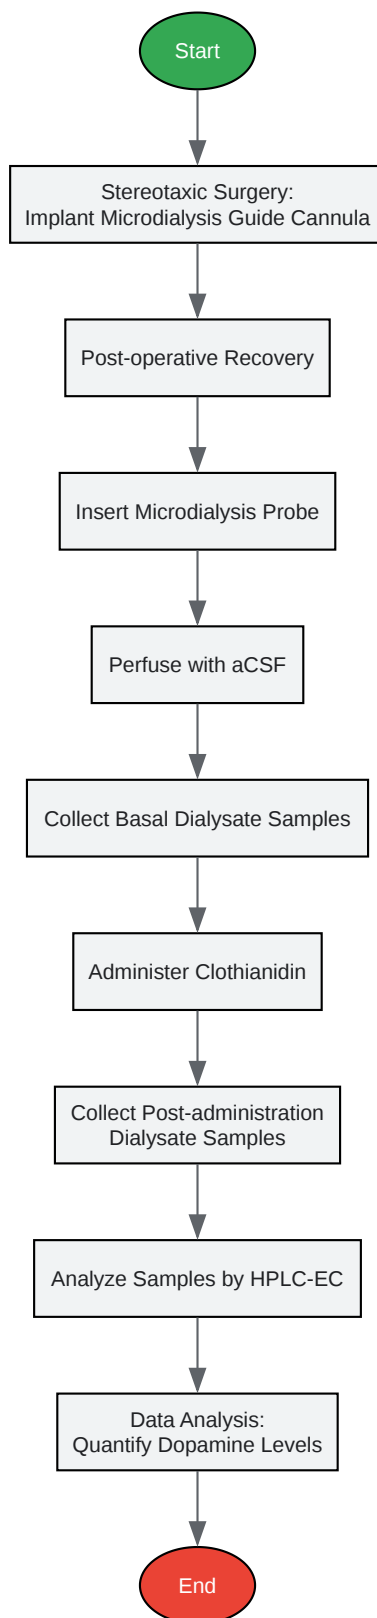 Start
Stereotaxic Surgery:
Implant Microdialysis Guide Cannula
Post-operative Recovery
Insert Microdialysis Probe
Perfuse with aCSF
Collect Basal Dialysate Samples
Administer Clothianidin
Collect Post-administration
Dialysate Samples
Analyze Samples by HPLC-EC
Data Analysis:
Quantify Dopamine Levels
End